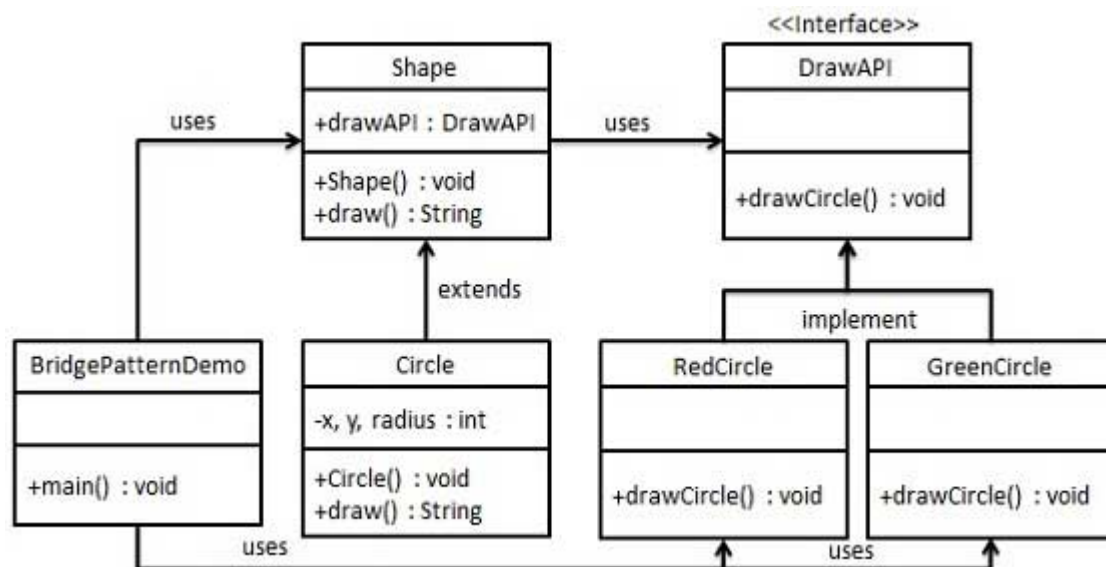 <<Interface>>
Shape
+drawAPI : DrawAPI
+Shape() : void
+draw() : String
uses
uses
DrawAPI
+drawCircle() : void
extends
implement
BridgePatternDemo
+main() : void
Circle
-x, y, radius : int
+Circle() : void
+draw() : String
RedCircle
+drawCircle() : void
GreenCircle
+drawCircle() : void
uses
uses